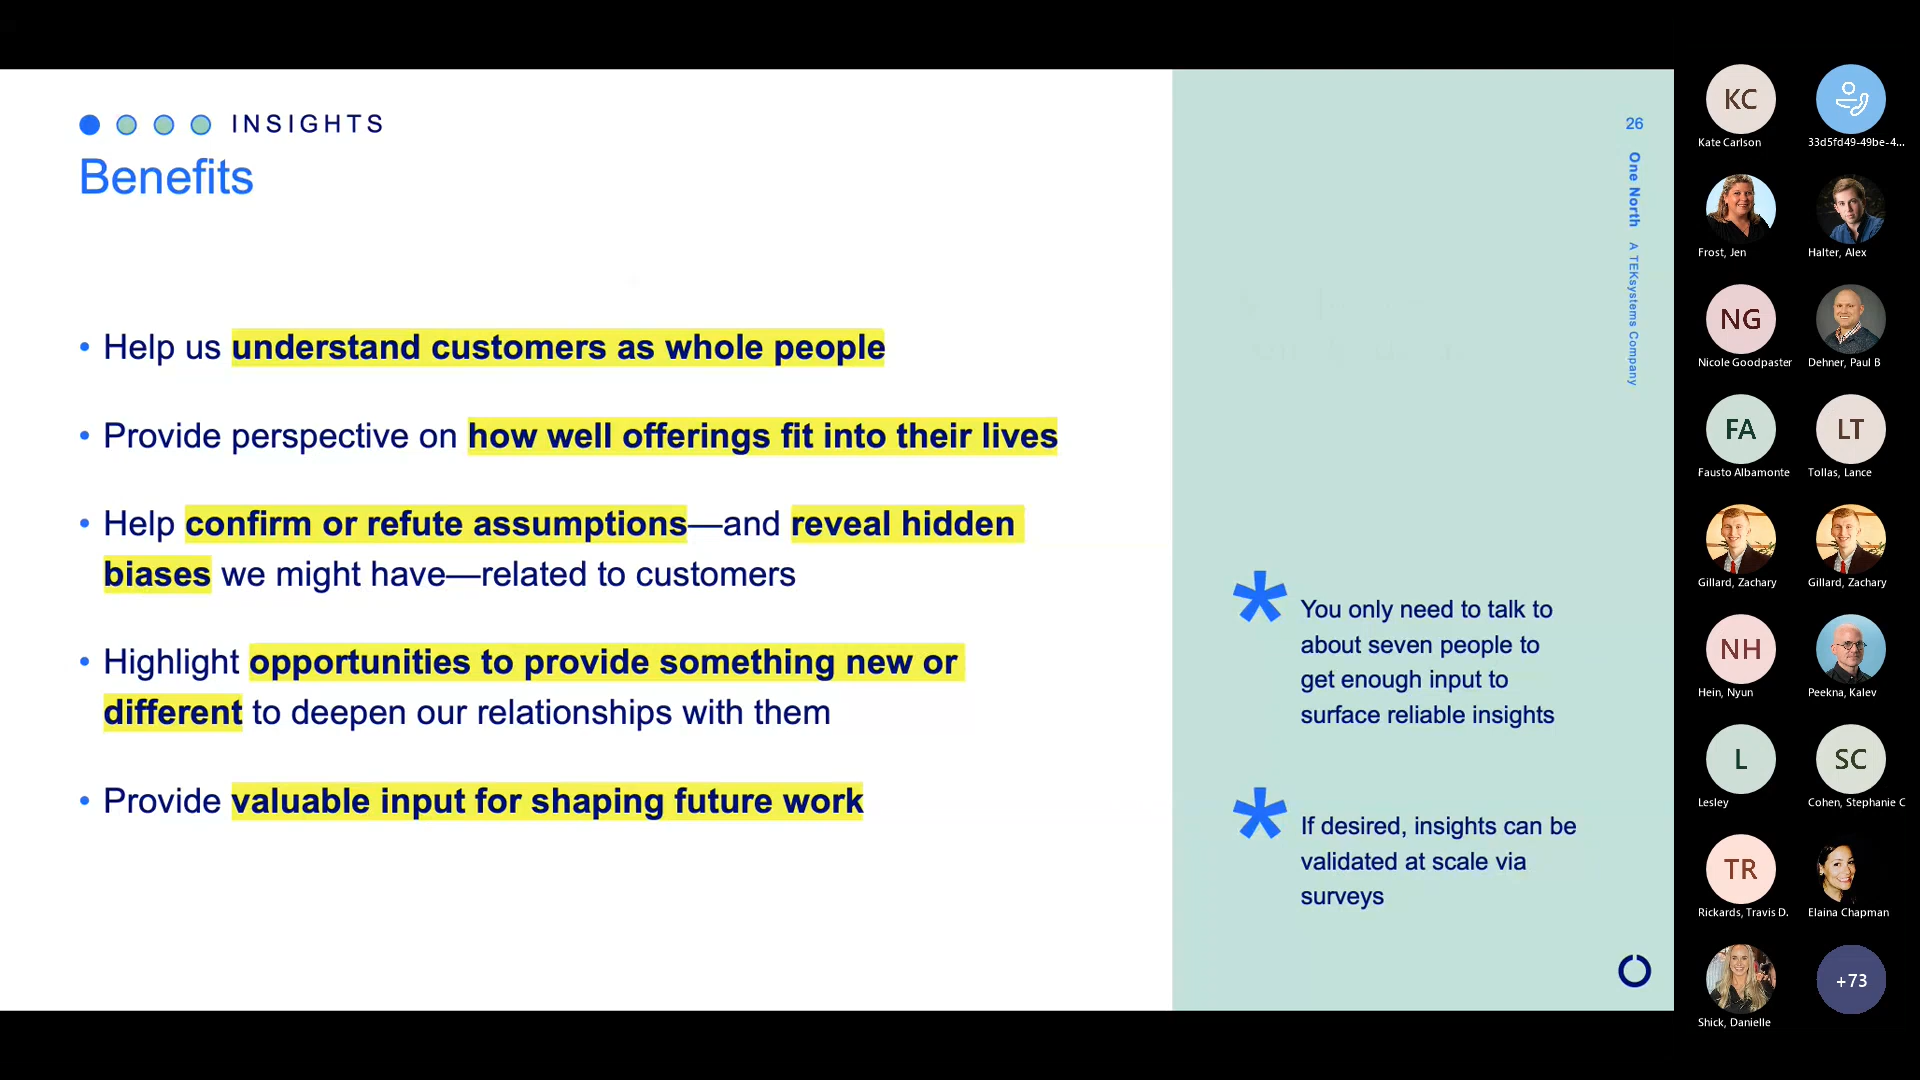 INSIGHTS
Benefits
• Help us understand customers as whole people
• Provide perspective on how well offerings fit into their lives
• Help confirm or refute assumptions—and reveal hidden
biases we might have—related to customers
• Highlight opportunities to provide something new or
different to deepen our relationships with them
• Provide valuable input for shaping future work
26
One North A TEKsystems Company
* You only need to talk to
about seven people to
get enough input to
surface reliable insights
* If desired, insights can be
validated at scale via
surveys
KC
Kate Carlson
33d5fd49-49be-4...
Frost, Jen
Halter, Alex
NG
Nicole Goodpaster
Dehner, Paul B
FA
Fausto Albamonte
LT
Tollas, Lance
Gillard, Zachary
Gillard, Zachary
NH
Hein, Nyun
Peekna, Kalev
L
Lesley
SC
Cohen, Stephanie C
TR
Rickards, Travis D.
Elaina Chapman
Shick, Danielle
+73